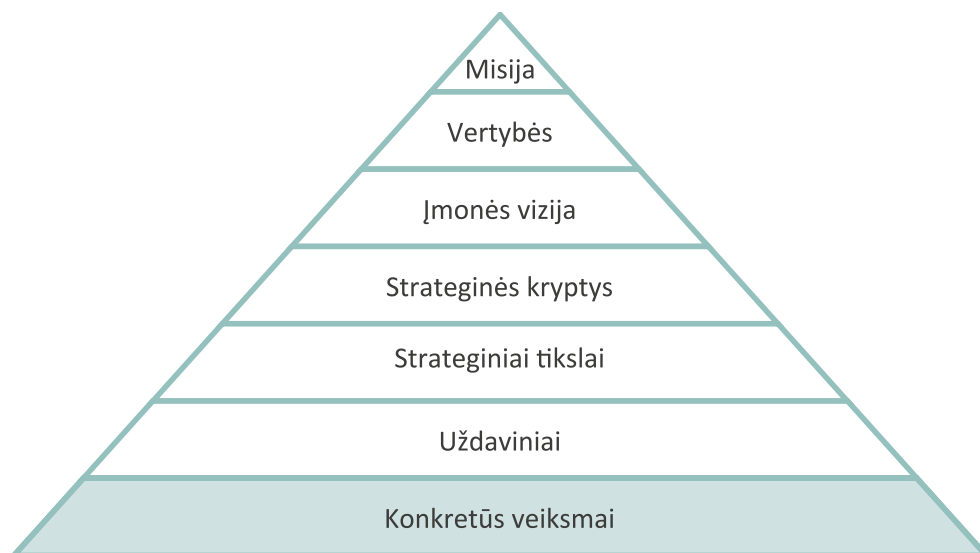 Misija
Vertybės
Įmonės vizija
Strateginės kryptys
Strateginiai tikslai
Uždaviniai
Konkretūs veiksmai